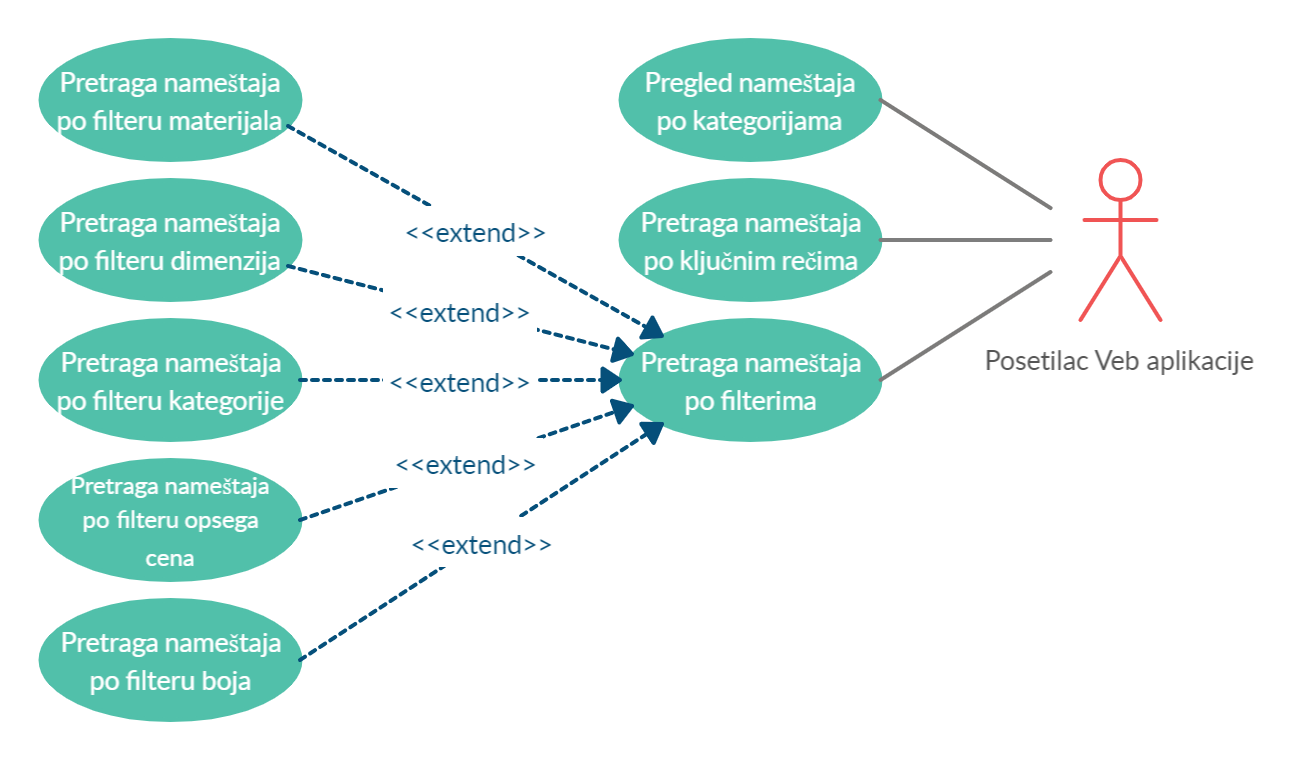 Pretraga nameštaja
po filteru materijala
Pretraga nameštaja
po filteru dimenzija
Pretraga nameštaja
po filteru kategorije
Pretraga nameštaja
po filteru opsega
cena
Pretraga nameštaja
po filteru boja
<<extend>>
<<extend>>
<<extend>>
<<extend>>
<<extend>>
Pregled nameštaja
po kategorijama
Pretraga nameštaja
po ključnim rečima
Pretraga nameštaja
po filterima
Posetilac Veb aplikacije